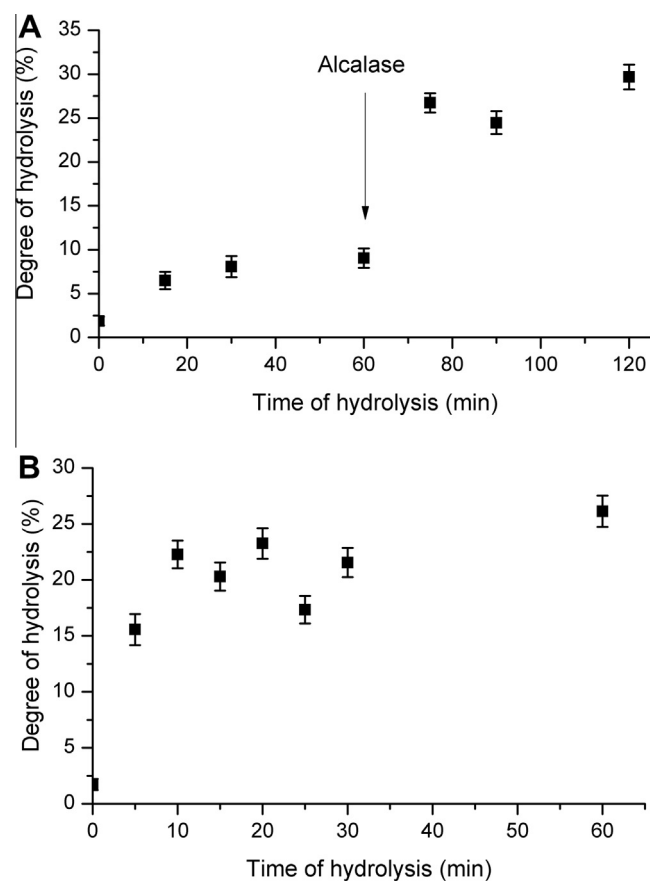 A
Degree of hydrolysis (%)
35
30
25
20
15
10
5
0
Alcalase
0 20 40 60 80 100 120
Time of hydrolysis (min)
B
Degree of hydrolysis (%)
30
25
20
15
10
5
0
0 10 20 30 40 50 60
Time of hydrolysis (min)